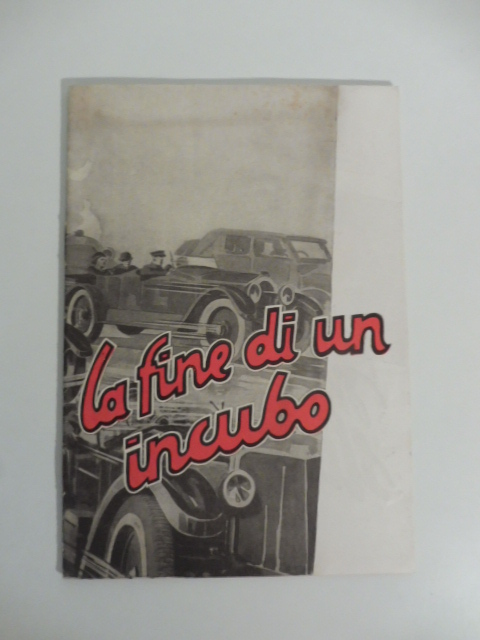 la fine di un
incubo